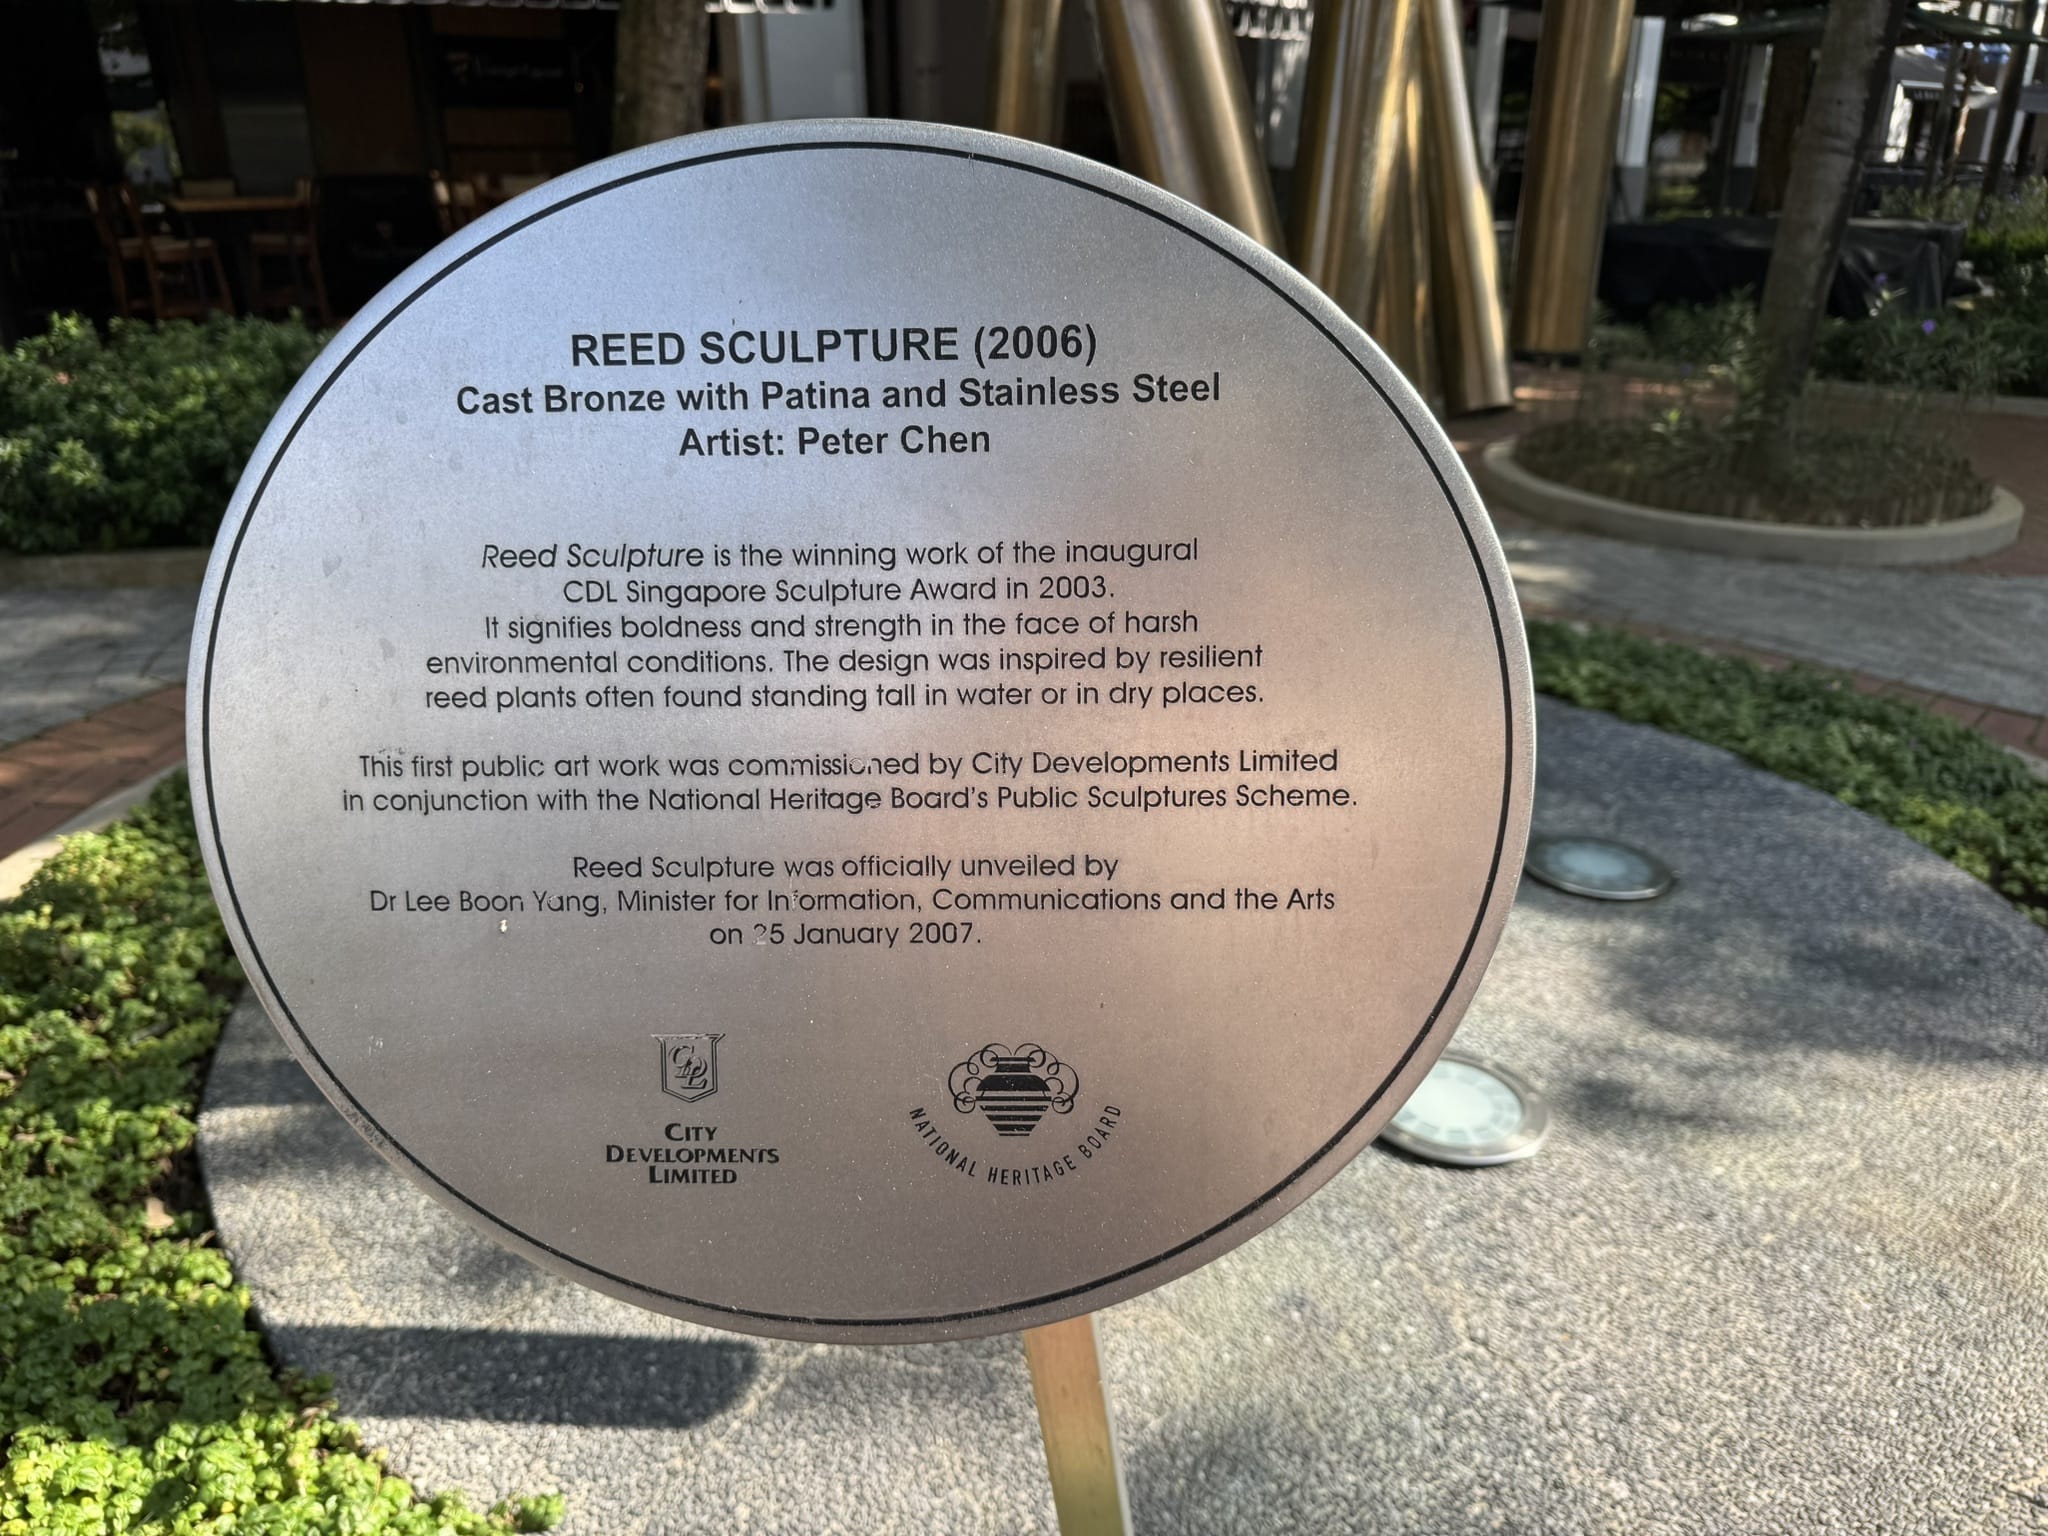 REED SCULPTURE (2006)
Cast Bronze with Patina and Stainless Steel
Artist: Peter Chen
Reed Sculpture is the winning work of the inaugural
CDL Singapore Sculpture Award in 2003.
It signifies boldness and strength in the face of harsh
environmental conditions. The design was inspired by resilient
reed plants often found standing tall in water or in dry places.
This first public art work was commissioned by City Developments Limited
in conjunction with the National Heritage Board's Public Sculptures Scheme.
Reed Sculpture was officially unveiled by
Dr Lee Boon Yang, Minister for Information, Communications and the Arts
on 25 January 2007.
CDL
CITY
DEVELOPMENTS
LIMITED
NATIONAL HERITAGE BOARD